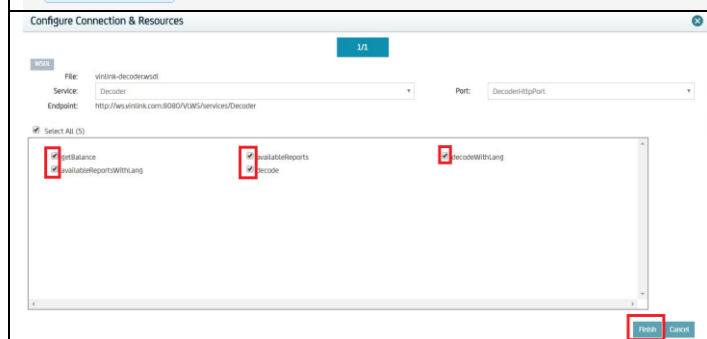 Configure Connection & Resources
1/1
WSDL
File: vinlink-decoder.wsdl
Service: Decoder Port: DecoderHttpPort
Endpoint: http://ws.vinlink.com:8080/VLWS/services/Decoder
Select All (5)
getBalance availableReports decodeWithLang
availableReportsWithLang decode
Finish Cancel